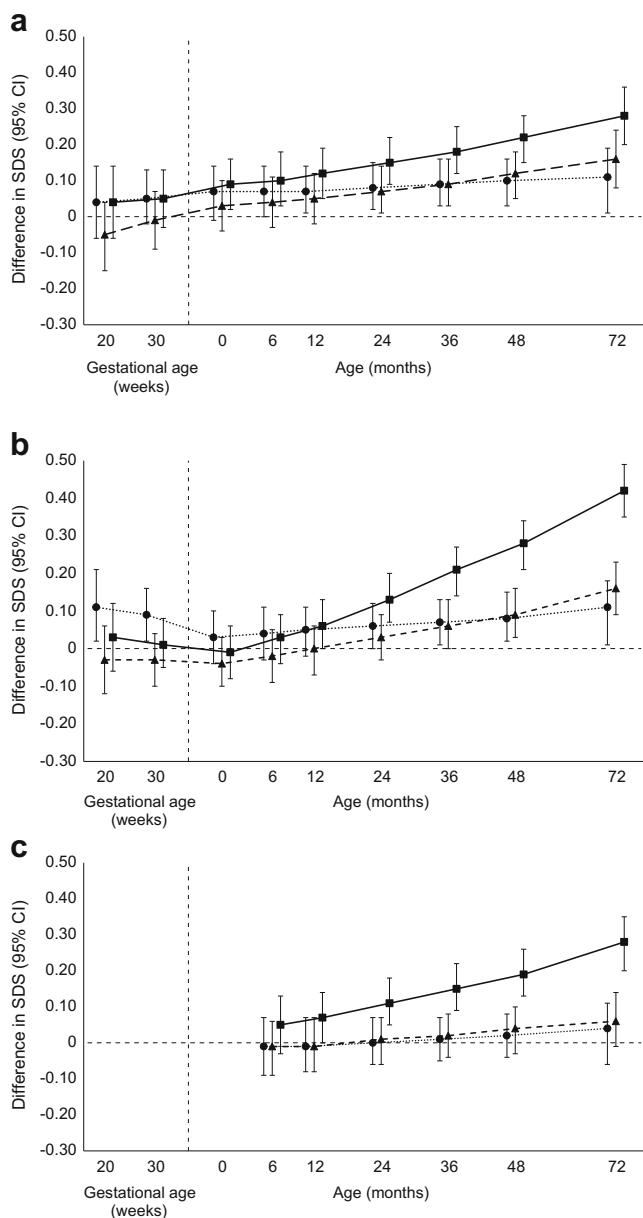 a
Difference in SDS (95% CI)
0.50
0.40
0.30
0.20
0.10
0
-0.10
-0.20
-0.30
20 30 0 6 12 24 36 48 72
Gestational age Age (months)
(weeks)
b
Difference in SDS (95% CI)
0.50
0.40
0.30
0.20
0.10
0
-0.10
-0.20
-0.30
20 30 0 6 12 24 36 48 72
Gestational age Age (months)
(weeks)
c
Difference in SDS (95% CI)
0.50
0.40
0.30
0.20
0.10
0
-0.10
-0.20
-0.30
20 30 0 6 12 24 36 48 72
Gestational age Age (months)
(weeks)